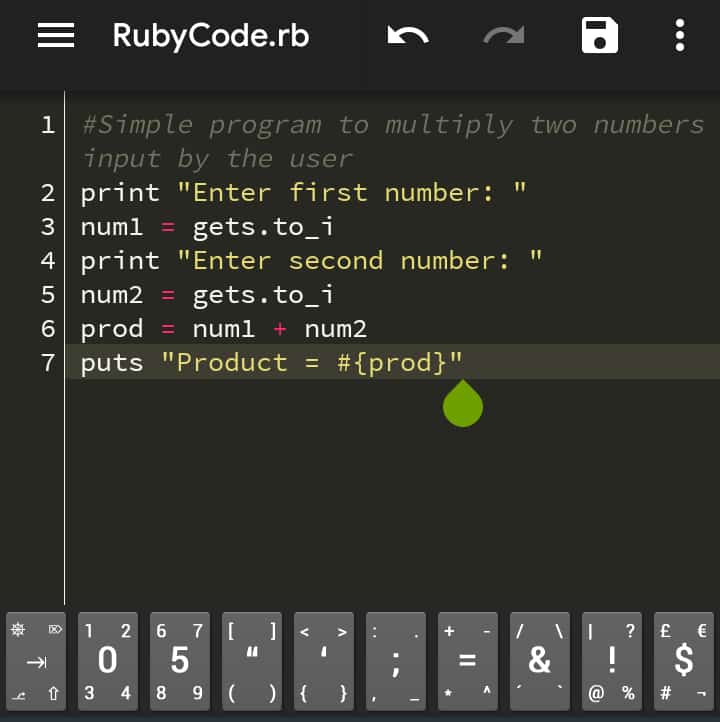 RubyCode.rb
1 #Simple program to multiply two numbers
input by the user
2 print "Enter first number: "
3 num1 = gets.to_i
4 print "Enter second number: "
5 num2 = gets.to_i
6 prod = num1 + num2
7 puts "Product = #{prod}"
1 2 6 7 [ ] < > : . + - / \ | ? £ €
0 5 “ ‘ ; = & ! $
3 4 8 9 ( ) { } , _ * ^ ´ ` @ % # ¬